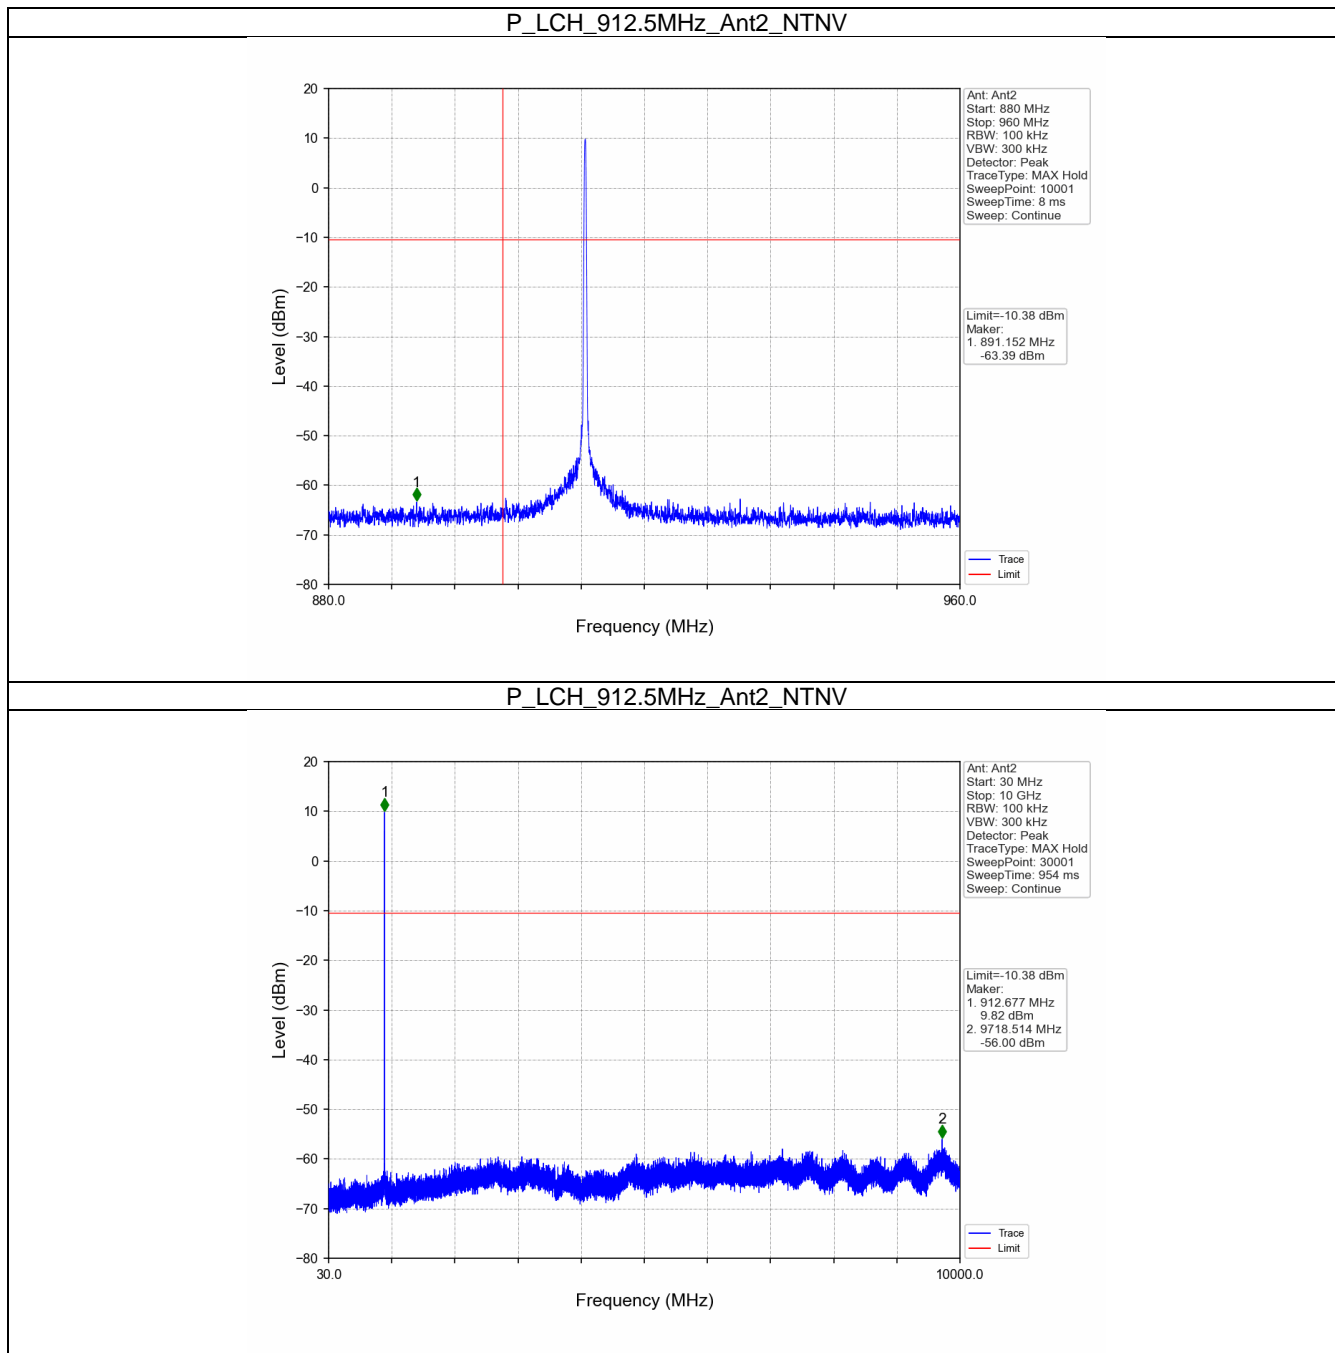 P_LCH_912.5MHz_Ant2_NTNV
20
10
0
−10
−20
−30
−40
−50
−60
−70
−80
Level (dBm)
1
880.0
960.0
Frequency (MHz)
Ant: Ant2
Start: 880 MHz
Stop: 960 MHz
RBW: 100 kHz
VBW: 300 kHz
Detector: Peak
TraceType: MAX Hold
SweepPoint: 10001
SweepTime: 8 ms
Sweep: Continue
Limit=-10.38 dBm
Maker:
1. 891.152 MHz
-63.39 dBm
Trace
Limit
P_LCH_912.5MHz_Ant2_NTNV
20
10
0
−10
−20
−30
−40
−50
−60
−70
−80
Level (dBm)
1
2
30.0
10000.0
Frequency (MHz)
Ant: Ant2
Start: 30 MHz
Stop: 10 GHz
RBW: 100 kHz
VBW: 300 kHz
Detector: Peak
TraceType: MAX Hold
SweepPoint: 30001
SweepTime: 954 ms
Sweep: Continue
Limit=-10.38 dBm
Maker:
1. 912.677 MHz
9.82 dBm
2. 9718.514 MHz
-56.00 dBm
Trace
Limit